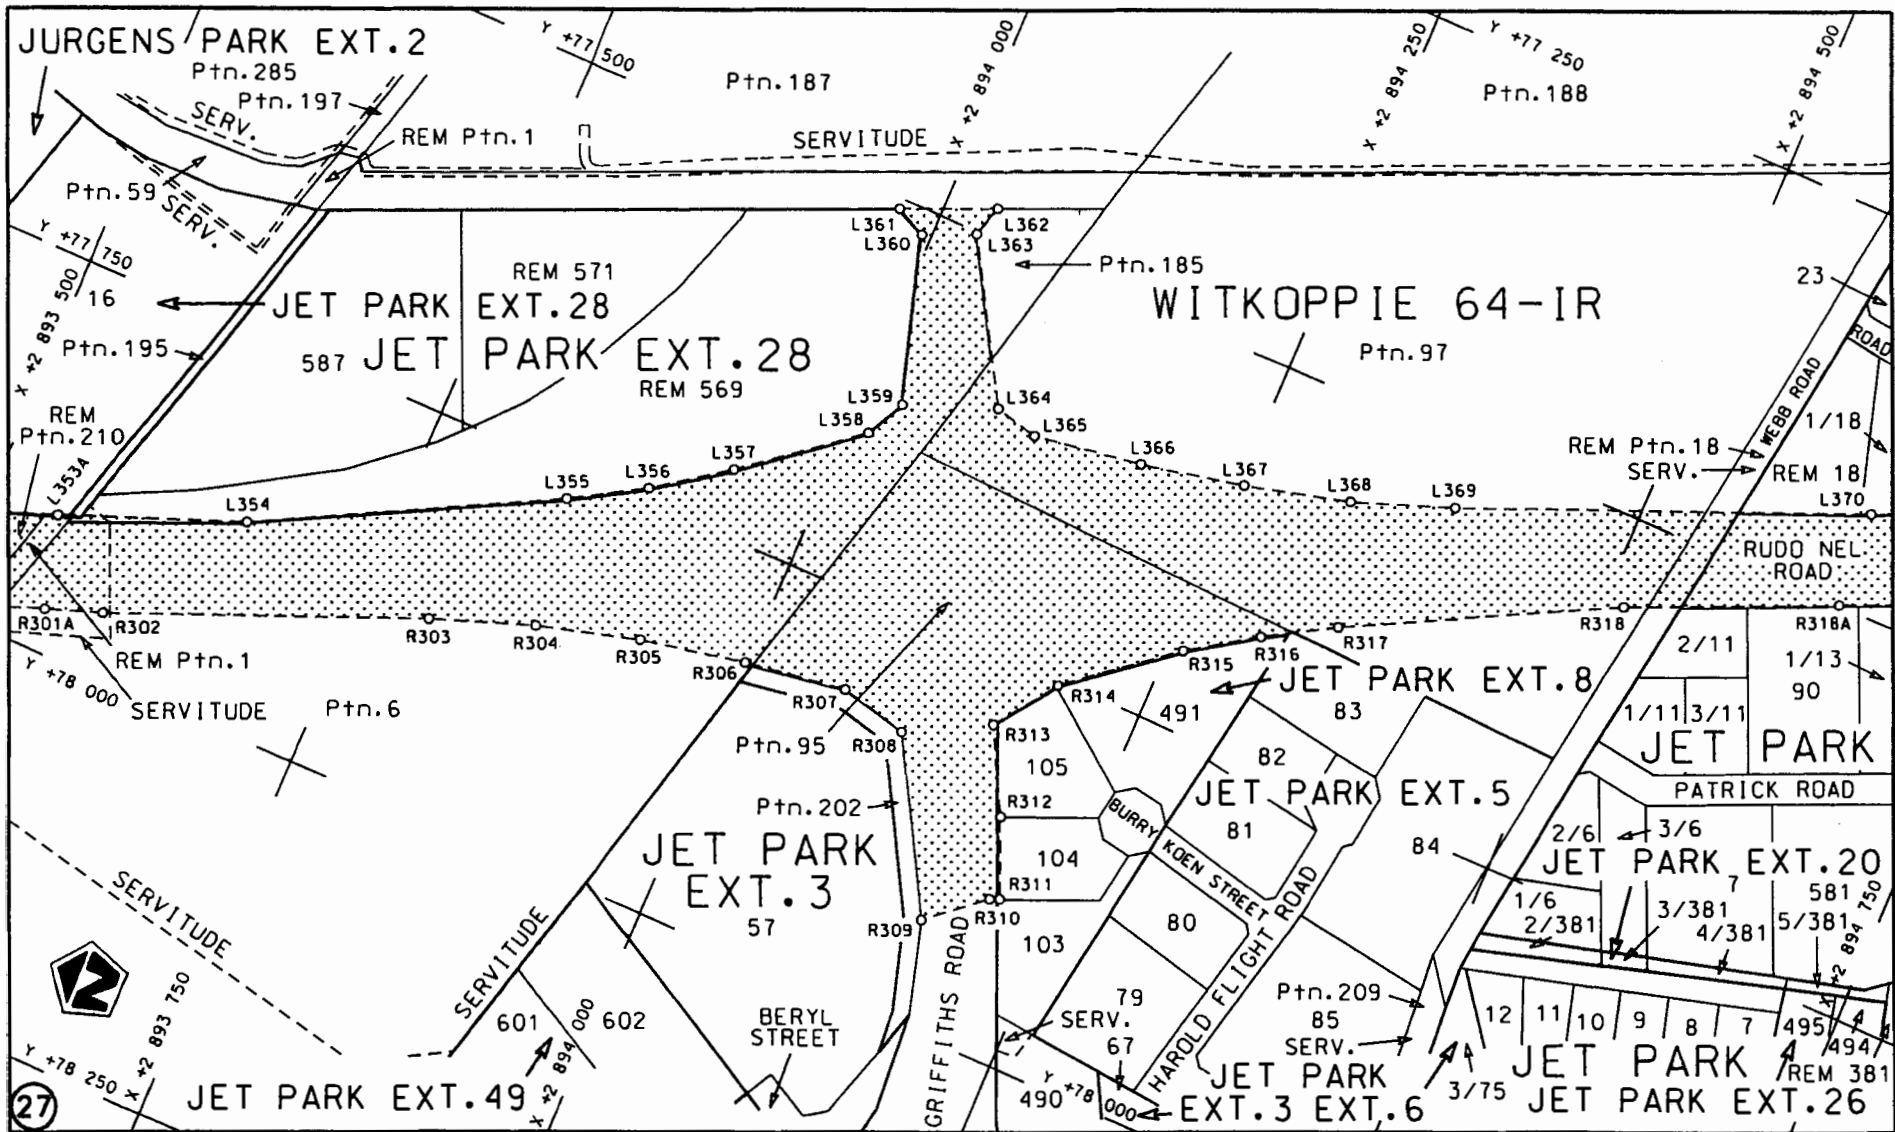 JURGENS PARK EXT.2
Ptn.285
Ptn.197
SERV.
REM Ptn.1
Y +77 500
Ptn.187
X +2 894 000
SERVITUDE
X +2 894 250
Y +77 250
Ptn.188
X +2 894 500
Ptn.59
SERV.
Y +77 750
16
X +2 893 500
Ptn.195
REM
Ptn.210
L353A
JET PARK EXT.28
REM 571
587
JET PARK EXT.28
REM 569
L361
L360
L362
L363
Ptn.185
WITKOPPIE 64-IR
Ptn.97
23
ROAD
WEBB ROAD
1/18
REM Ptn.18
SERV.
REM 18
L370
L354
L355
L356
L357
L358
L359
L364
L365
L366
L367
L368
L369
RUDO NEL
ROAD
R301A
R302
R303
R304
R305
R306
R307
R308
R309
R310
R311
R312
R313
R314
R315
R316
R317
R318
R318A
REM Ptn.1
Y +78 000
SERVITUDE
Ptn.6
Ptn.95
Ptn.202
JET PARK
EXT.3
57
JET PARK EXT.8
491
83
2/11
1/13
90
1/11
3/11
JET PARK
PATRICK ROAD
105
104
103
BURRY
KOEN STREET
82
JET PARK EXT.5
81
80
79
84
HAROLD FLIGHT ROAD
2/6
3/6
JET PARK EXT.20
7
581
1/6
2/381
3/381
4/381
5/381
X +2 894 750
SERVITUDE
SERVITUDE
X +2 893 750
Y +78 250
27
601
602
X +2 894 000
JET PARK EXT.49
BERYL
STREET
GRIFFITHS ROAD
SERV.
67
490
Y +78 000
Ptn.209
85
SERV.
JET PARK
EXT.3 EXT.6
3/75
12
11
10
9
8
7
495
494
JET PARK
REM 381
JET PARK EXT.26